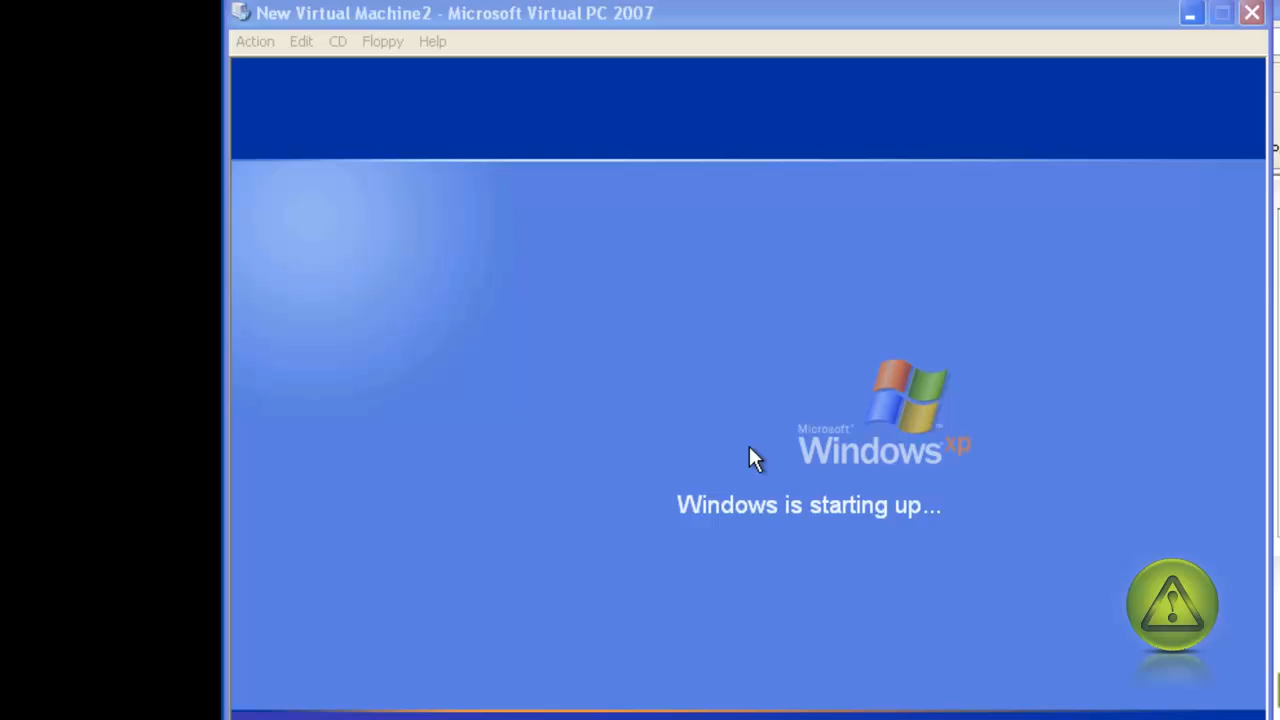 New Virtual Machine2 - Microsoft Virtual PC 2007
Action Edit CD Floppy Help
Microsoft
Windows xp
Windows is starting up...